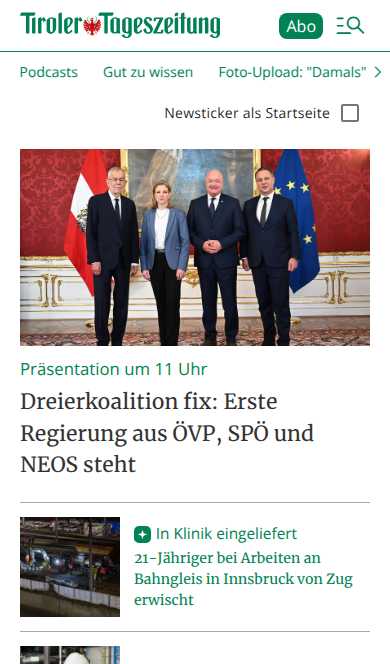 Tiroler Tageszeitung
Abo
Podcasts Gut zu wissen Foto-Upload: "Damals"
Newsticker als Startseite
Präsentation um 11 Uhr
Dreierkoalition fix: Erste
Regierung aus ÖVP, SPÖ und
NEOS steht
In Klinik eingeliefert
21-Jähriger bei Arbeiten an
Bahngleis in Innsbruck von Zug
erwischt